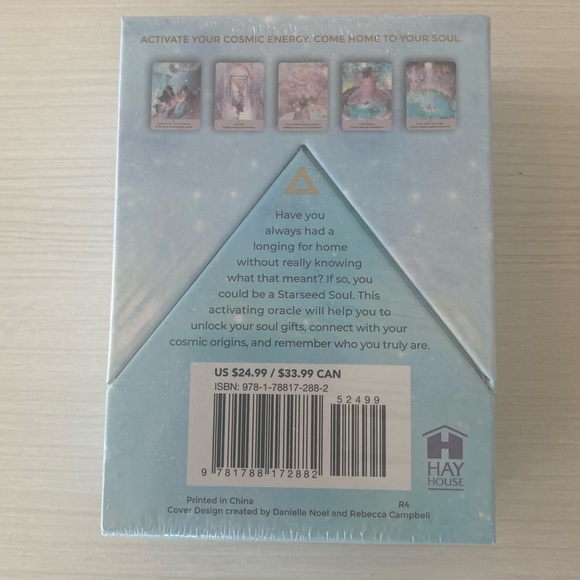 ACTIVATE YOUR COSMIC ENERGY. COME HOME TO YOUR SOUL.
Have you
always had a
longing for home
without really knowing
what that meant? If so, you
could be a Starseed Soul. This
activating oracle will help you to
unlock your soul gifts, connect with your
cosmic origins, and remember who you truly are.
US $24.99 / $33.99 CAN
ISBN: 978-1-78817-288-2
52499
9 781788 172882
HAY
HOUSE
Printed in China
R4
Cover Design created by Danielle Noel and Rebecca Campbell